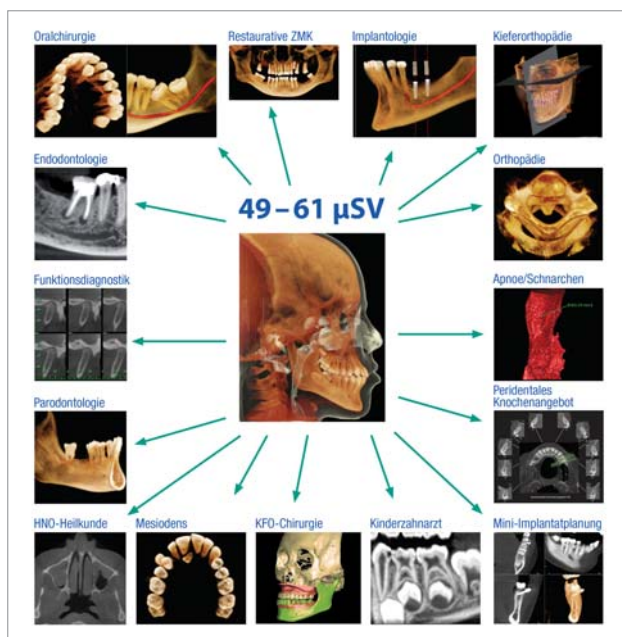 Oralchirurgie
Restaurative ZMK
Implantologie
Kieferorthopädie
Endodontologie
49–61 µSV
Orthopädie
Funktionsdiagnostik
Apnoe/Schnarchen
Parodontologie
Peridentales
Knochenangebot
HNO-Heilkunde
Mesiodens
KFO-Chirurgie
Kinderzahnarzt
Mini-Implantatplanung